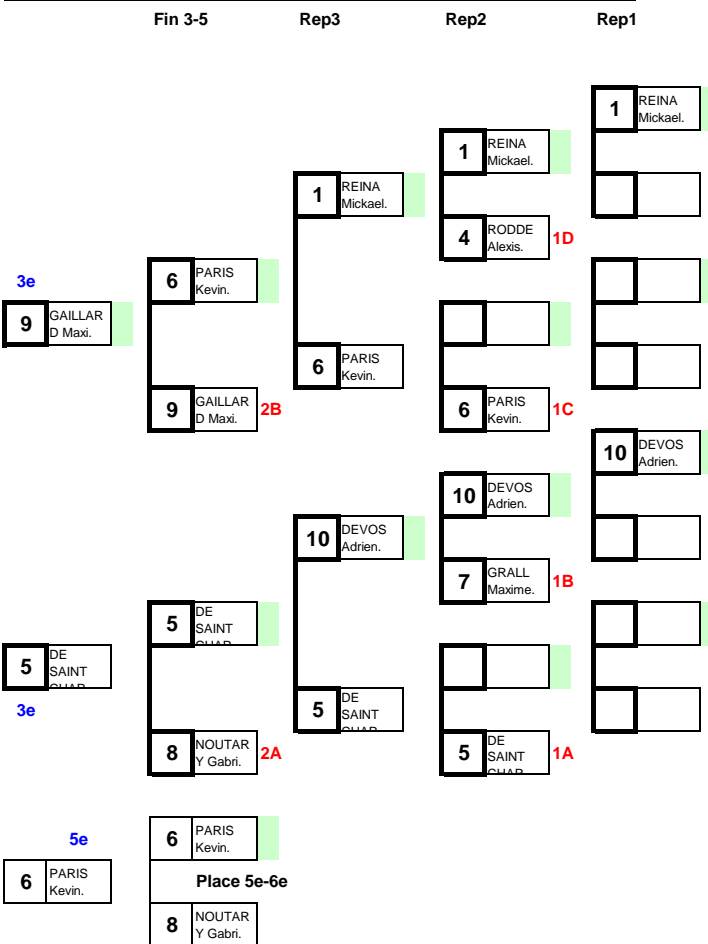 Fin 3-5 Rep3 Rep2 Rep1
1 REINA
Mickael.
1 REINA
Mickael.
1 REINA
Mickael.
4 RODDE
Alexis. 1D
6 PARIS
Kevin.
3e
9 GAILLAR
D Maxi.
6 PARIS
Kevin.
9 GAILLAR
D Maxi. 2B
6 PARIS
Kevin. 1C
10 DEVOS
Adrien.
10 DEVOS
Adrien.
10 DEVOS
Adrien.
7 GRALL
Maxime. 1B
5 DE
SAINT
5 DE
SAINT
3e
5 DE
SAINT
8 NOUTAR
Y Gabri. 2A
5 DE
SAINT
1A
6 PARIS
Kevin.
5e
6 PARIS
Kevin.
Place 5e-6e
8 NOUTAR
Y Gabri.